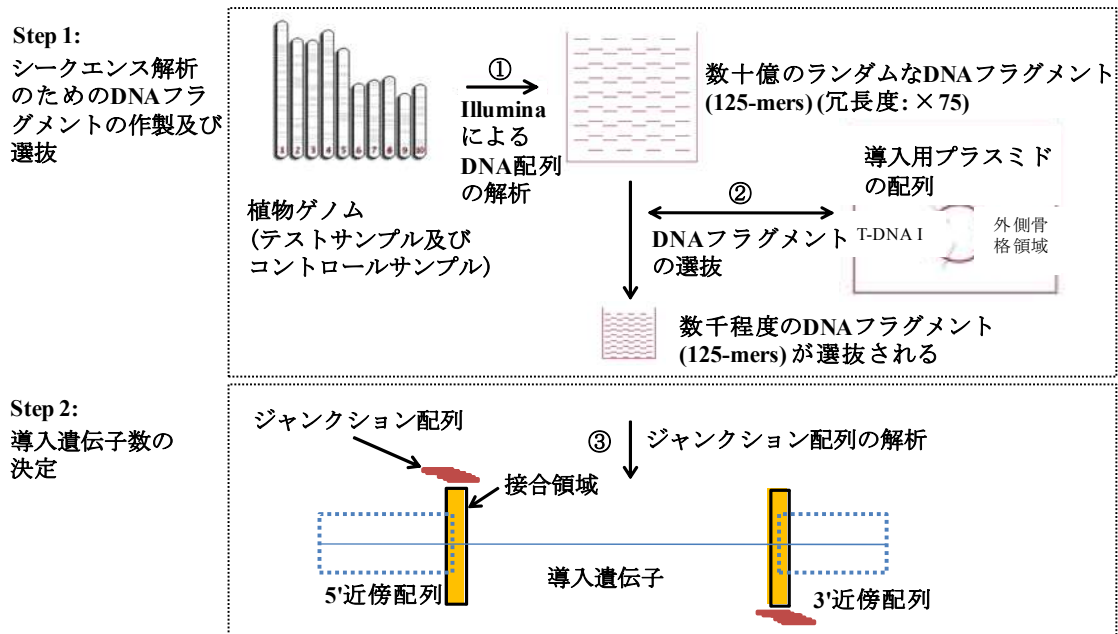 Step 1:
シークエンス解析
のためのDNAフラ
グメントの作製及び
選抜
1 2 3 4 5 6 7 8 9 10
①
Illumina
による
DNA配列
の解析
植物ゲノム
(テストサンプル及び
コントロールサンプル)
数十億のランダムなDNAフラグメント
(125-mers) (冗長度: ×75)
導入用プラスミド
の配列
②
T-DNA I
外側骨
格領域
DNAフラグメント
の選抜
数千程度のDNAフラグメント
(125-mers) が選抜される
Step 2:
導入遺伝子数の
決定
ジャンクション配列
③
ジャンクション配列の解析
接合領域
導入遺伝子
5'近傍配列
3'近傍配列